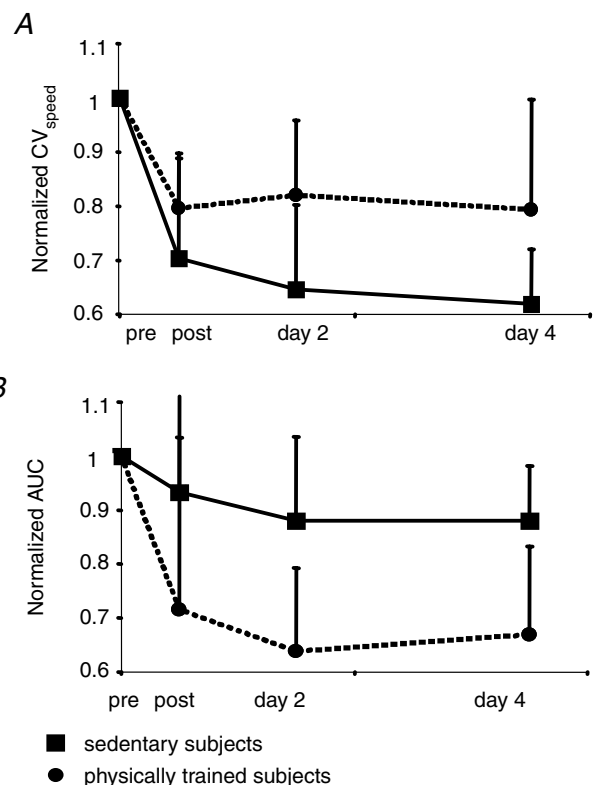 A
1.1
1
0.9
0.8
0.7
0.6
Normalized CVspeed
pre post day 2 day 4
B
1.1
1
0.9
0.8
0.7
0.6
Normalized AUC
pre post day 2 day 4
sedentary subjects
physically trained subjects